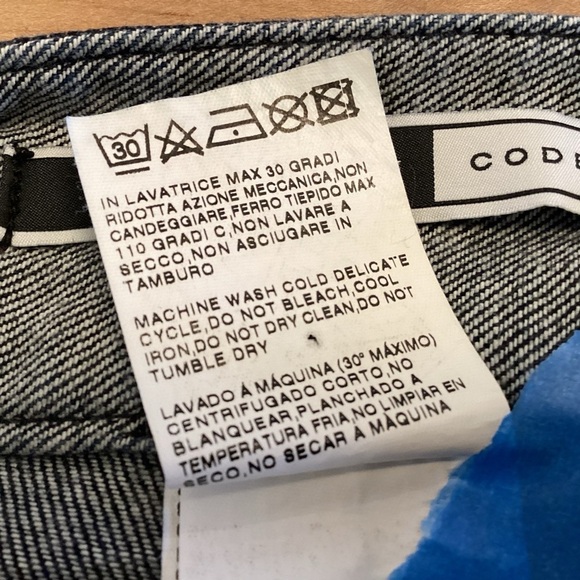 30
CODE
IN LAVATRICE MAX 30 GRADI
RIDOTTA AZIONE MECCANICA,NON
CANDEGGIARE,FERRO TIEPIDO MAX
110 GRADI C,NON LAVARE A
SECCO,NON ASCIUGARE IN
TAMBURO
MACHINE WASH COLD DELICATE
CYCLE,DO NOT BLEACH,COOL
IRON,DO NOT DRY CLEAN,DO NOT
TUMBLE DRY
LAVADO Á MÁQUINA (30º MÁXIMO)
CENTRIFUGADO CORTO,NO
BLANQUEAR,PLANCHADO A
TEMPERATURA FRIA,NO LIMPIAR EN
SECO,NO SECAR Á MÁQUINA